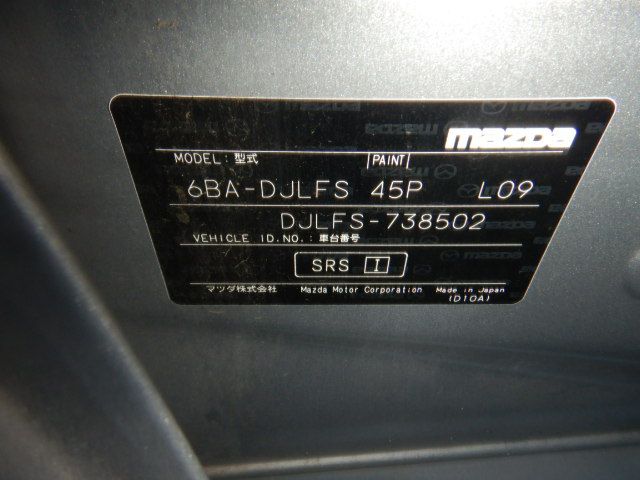 mazda
MODEL: 型式 PAINT
6BA-DJLFS 45P L09
DJLFS-738502
VEHICLE ID.NO.: 車台番号
SRS I
マツダ株式会社 Mazda Motor Corporation Made in Japan
(D10A)